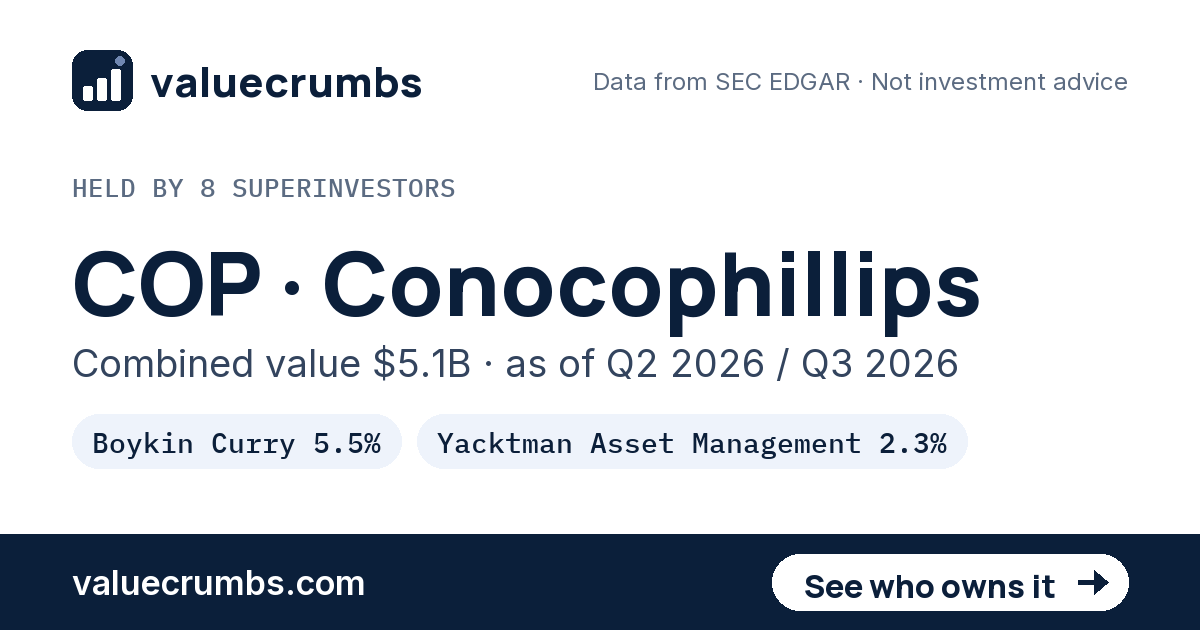 valuecrumbs
Data from SEC EDGAR · Not investment advice
HELD BY 8 SUPERINVESTORS
COP · Conocophillips
Combined value $5.1B · as of Q2 2026 / Q3 2026
Boykin Curry 5.5%
Yacktman Asset Management 2.3%
valuecrumbs.com
See who owns it →